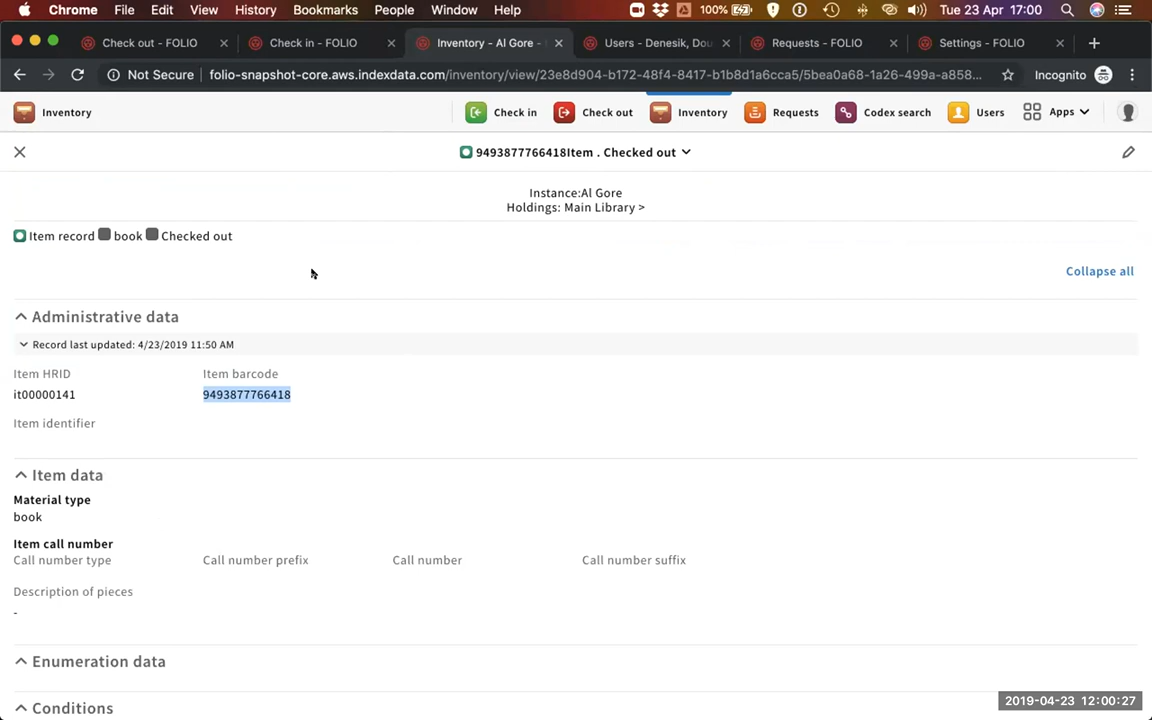 Chrome File Edit View History Bookmarks People Window Help 100% Tue 23 Apr 17:00
Check out - FOLIO Check in - FOLIO Inventory - Al Gore - Users - Denesik, Dou Requests - FOLIO Settings - FOLIO
Not Secure folio-snapshot-core.aws.indexdata.com/inventory/view/23e8d904-b172-48f4-8417-b1b8d1a6cca5/5bea0a68-1a26-499a-a858... Incognito
Inventory Check in Check out Inventory Requests Codex search Users Apps
9493877766418Item . Checked out
Instance:Al Gore
Holdings: Main Library >
Item record book Checked out
Collapse all
Administrative data
Record last updated: 4/23/2019 11:50 AM
Item HRID Item barcode
it00000141 9493877766418
Item identifier
Item data
Material type
book
Item call number
Call number type Call number prefix Call number Call number suffix
Description of pieces
-
Enumeration data
Conditions
2019-04-23 12:00:27